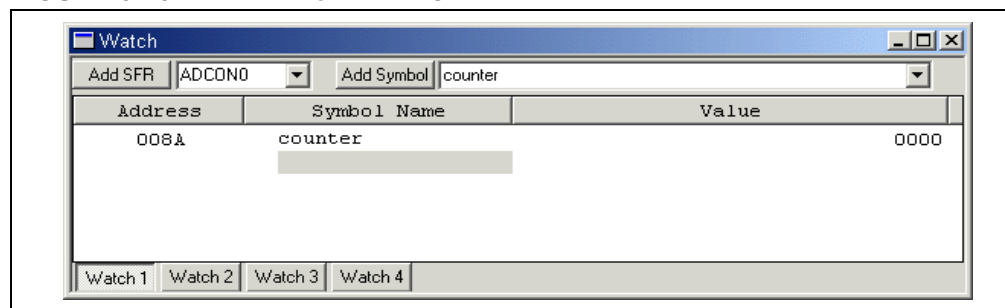 Watch
Add SFR ADCON0 Add Symbol counter
Address Symbol Name Value
008A counter 0000
Watch 1 Watch 2 Watch 3 Watch 4